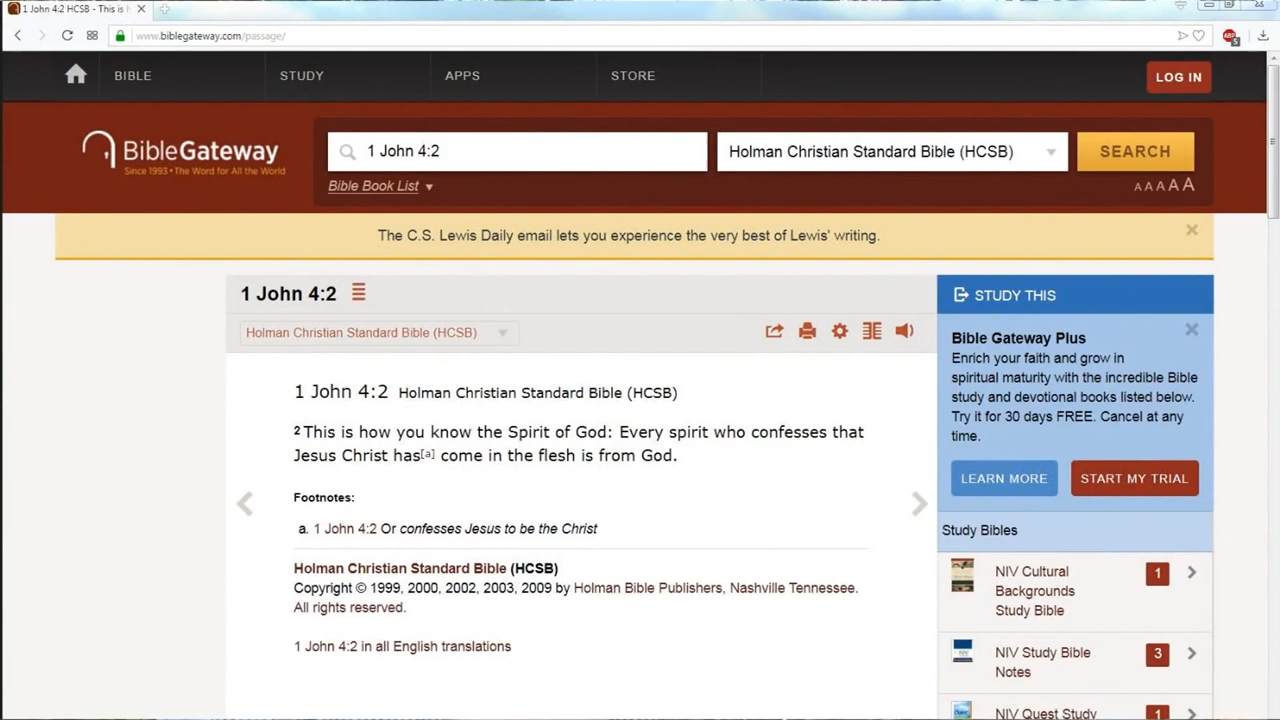 1 John 4:2 HCSB - This is
www.biblegateway.com/passage/
ABP
5
BIBLE
STUDY
APPS
STORE
LOG IN
BibleGateway
Since 1993 • The Word for All the World
1 John 4:2
Holman Christian Standard Bible (HCSB)
SEARCH
Bible Book List
A A A A A
The C.S. Lewis Daily email lets you experience the very best of Lewis' writing.
1 John 4:2
Holman Christian Standard Bible (HCSB)
1 John 4:2 Holman Christian Standard Bible (HCSB)
2 This is how you know the Spirit of God: Every spirit who confesses that
Jesus Christ has[a] come in the flesh is from God.
Footnotes:
a. 1 John 4:2 Or confesses Jesus to be the Christ
Holman Christian Standard Bible (HCSB)
Copyright © 1999, 2000, 2002, 2003, 2009 by Holman Bible Publishers, Nashville Tennessee.
All rights reserved.
1 John 4:2 in all English translations
STUDY THIS
Bible Gateway Plus
Enrich your faith and grow in
spiritual maturity with the incredible Bible
study and devotional books listed below.
Try it for 30 days FREE. Cancel at any
time.
LEARN MORE
START MY TRIAL
Study Bibles
NIV Cultural
Backgrounds
Study Bible
1
NIV Study Bible
Notes
3
NIV Quest Study
1